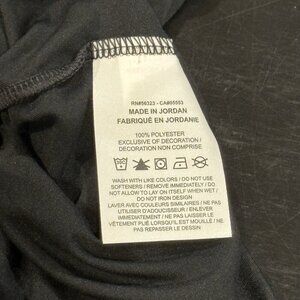 RN#56323 - CA#05553
MADE IN JORDAN
FABRIQUÉ EN JORDANIE
100% POLYESTER
EXCLUSIVE OF DECORATION /
DÉCORATION NON COMPRISE
WASH WITH LIKE COLORS / DO NOT USE
SOFTENERS / REMOVE IMMEDIATELY / DO
NOT ALLOW TO LAY ON ITSELF WHEN WET /
DO NOT IRON DESIGN
LAVER AVEC COULEURS SIMILAIRES / NE PAS
UTILISER D'ADOUCISSANT / ENLEVER
IMMÉDIATEMENT / NE PAS LAISSER LE
VÊTEMENT PLIÉ LORSQU'IL EST MOUILLÉ / NE
PAS REPASSER LE DESSIN